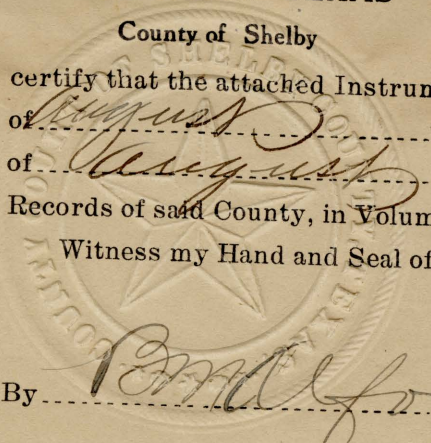 County of Shelby
certify that the attached Instrum
of August
of August
Records of said County, in Volum
Witness my Hand and Seal of
By